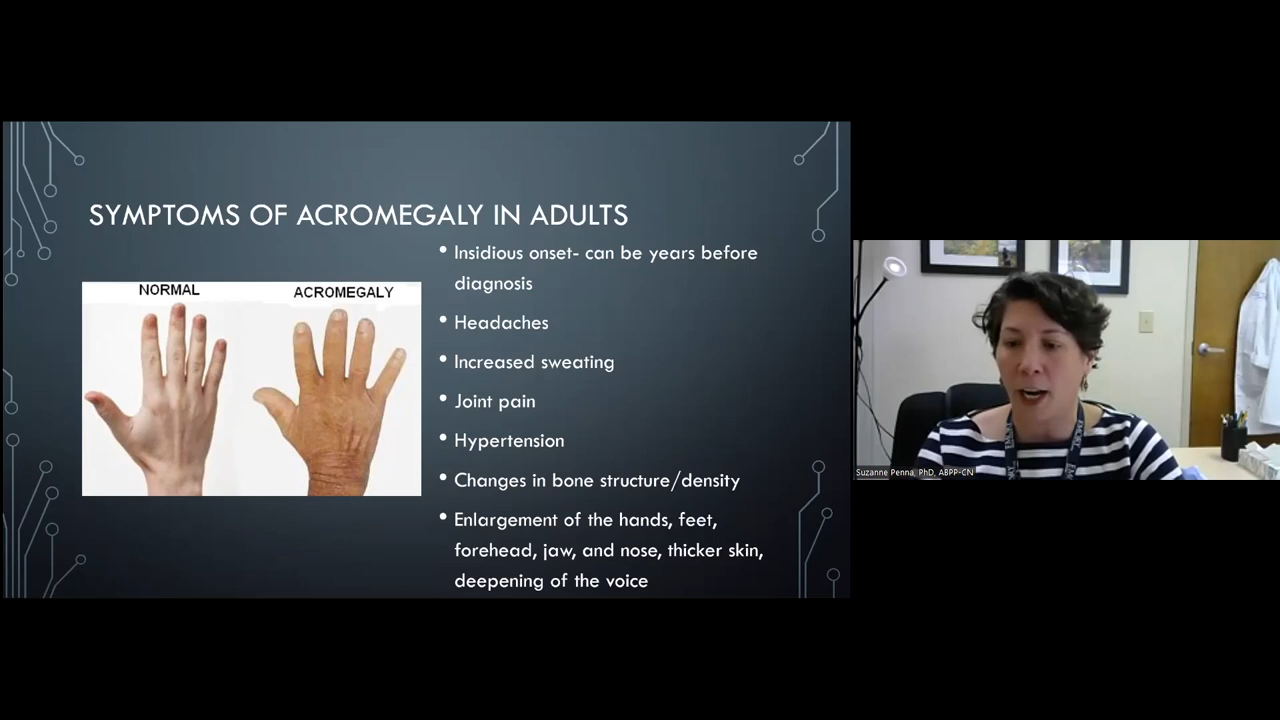 SYMPTOMS OF ACROMEGALY IN ADULTS
NORMAL
ACROMEGALY
• Insidious onset- can be years before
diagnosis
• Headaches
• Increased sweating
• Joint pain
• Hypertension
• Changes in bone structure/density
• Enlargement of the hands, feet,
forehead, jaw, and nose, thicker skin,
deepening of the voice
Suzanne Penna, PhD, ABPP-CN
EMORY